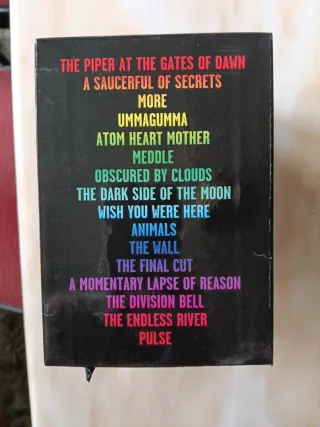 THE PIPER AT THE GATES OF DAWN
A SAUCERFUL OF SECRETS
MORE
UMMAGUMMA
ATOM HEART MOTHER
MEDDLE
OBSCURED BY CLOUDS
THE DARK SIDE OF THE MOON
WISH YOU WERE HERE
ANIMALS
THE WALL
THE FINAL CUT
A MOMENTARY LAPSE OF REASON
THE DIVISION BELL
THE ENDLESS RIVER
PULSE